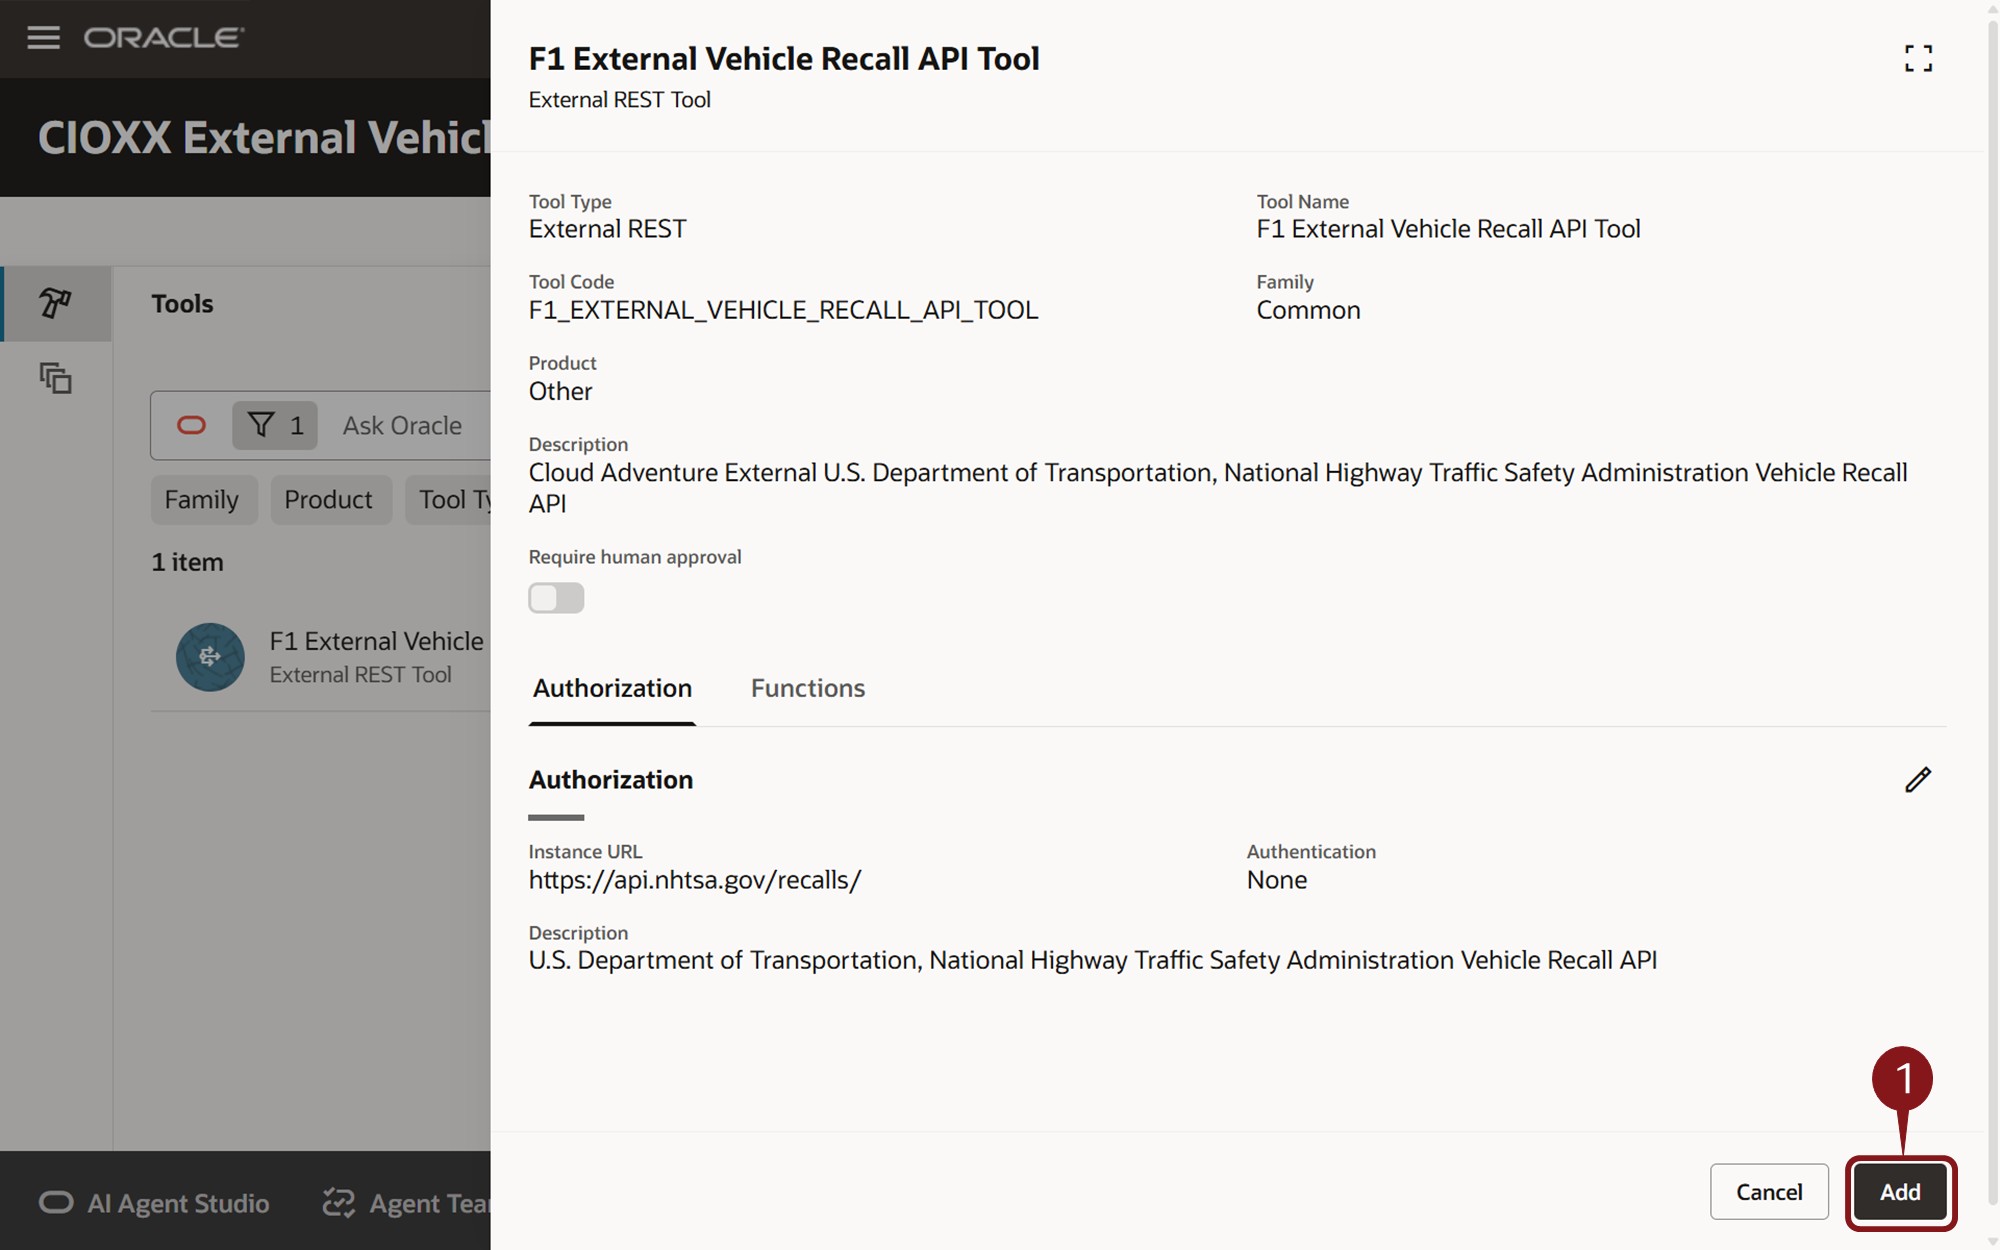 ORACLE
CIOXX External Vehicl
Tools
1
Ask Oracle
Family
Product
Tool Ty
1 item
F1 External Vehicle
External REST Tool
AI Agent Studio
Agent Tea
F1 External Vehicle Recall API Tool
External REST Tool
Tool Type
External REST
Tool Name
F1 External Vehicle Recall API Tool
Tool Code
F1_EXTERNAL_VEHICLE_RECALL_API_TOOL
Family
Common
Product
Other
Description
Cloud Adventure External U.S. Department of Transportation, National Highway Traffic Safety Administration Vehicle Recall
API
Require human approval
Authorization
Functions
Authorization
Instance URL
https://api.nhtsa.gov/recalls/
Authentication
None
Description
U.S. Department of Transportation, National Highway Traffic Safety Administration Vehicle Recall API
1
Cancel
Add